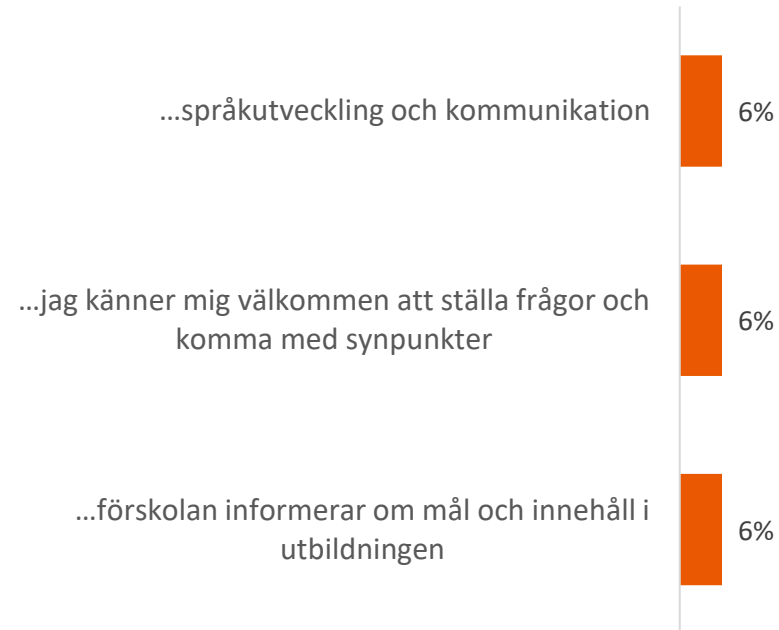 ...språkutveckling och kommunikation
6%
...jag känner mig välkommen att ställa frågor och
komma med synpunkter
6%
...förskolan informerar om mål och innehåll i
utbildningen
6%